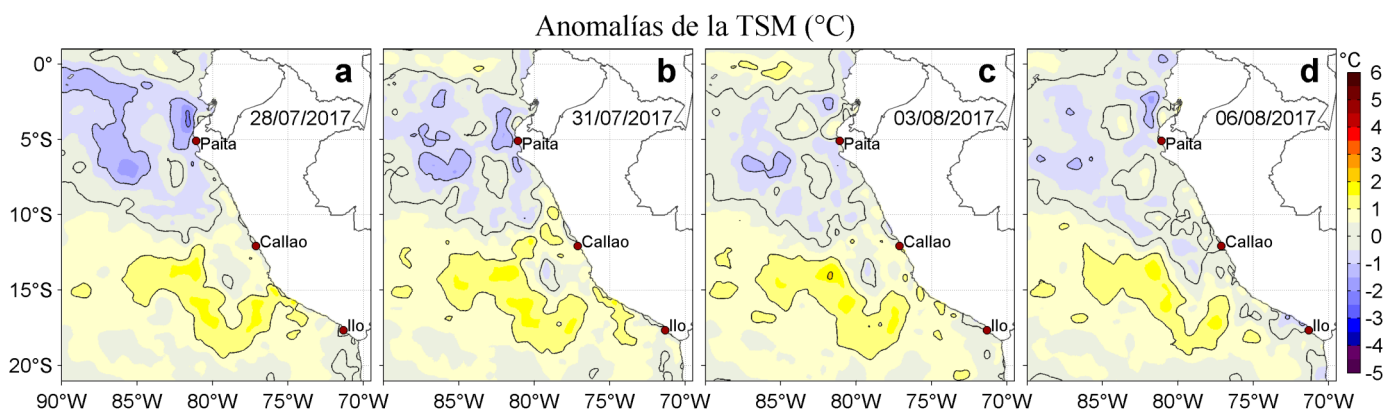 Anomalías de la TSM (°C)
a
28/07/2017
Paita
Callao
Ilo
b
31/07/2017
Paita
Callao
Ilo
c
03/08/2017
Paita
Callao
Ilo
d
06/08/2017
Paita
Callao
Ilo
0°
5°S
10°S
15°S
20°S
90°W 85°W 80°W 75°W 70°W
85°W 80°W 75°W 70°W
85°W 80°W 75°W 70°W
85°W 80°W 75°W 70°W
°C
6
5
4
3
2
1
0
-1
-2
-3
-4
-5